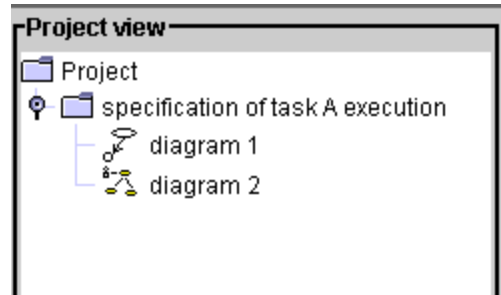 Project view
Project
specification of task A execution
diagram 1
diagram 2